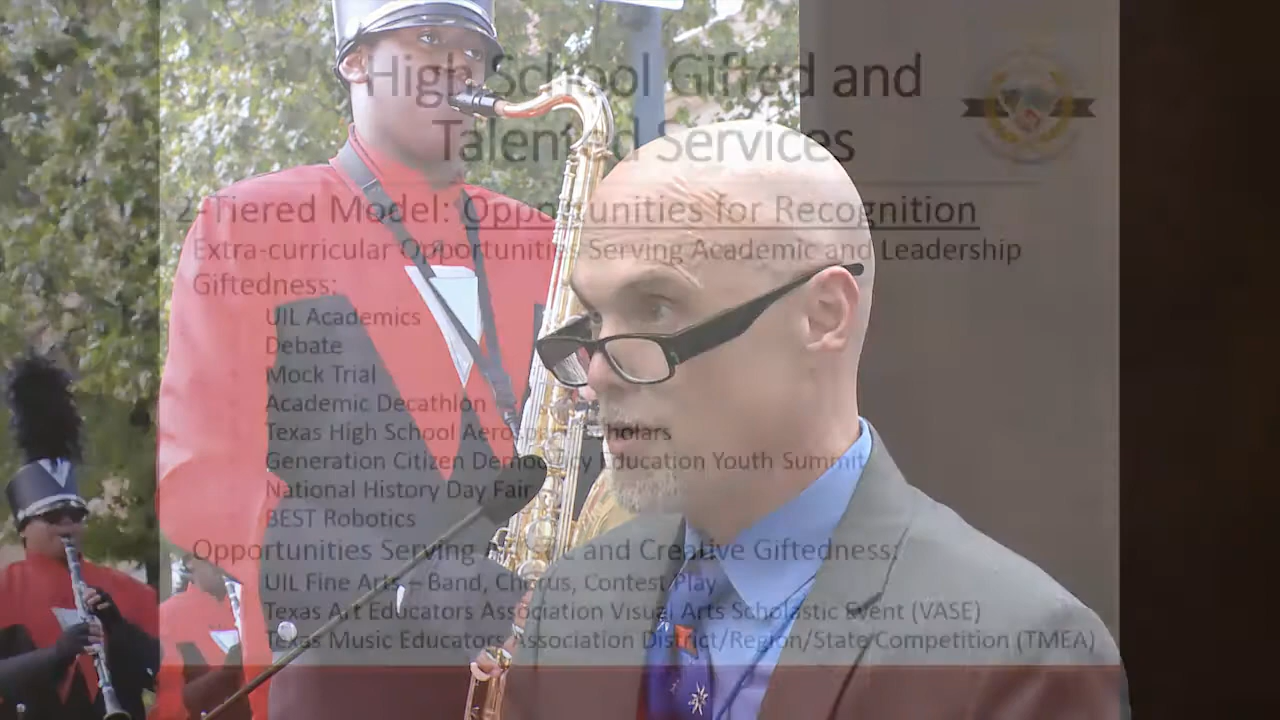 High School Gifted and
Talented Services
2-Tiered Model: Opportunities for Recognition
Extra-curricular Opportunities Serving Academic and Leadership
Giftedness:
UIL Academics
Debate
Mock Trial
Academic Decathlon
Texas High School Aerospace Scholars
Generation Citizen Democracy Education Youth Summit
National History Day Fair
BEST Robotics
Opportunities Serving Artistic and Creative Giftedness:
UIL Fine Arts – Band, Chorus, Contest Play
Texas Art Educators Association Visual Arts Scholastic Event (VASE)
Texas Music Educators Association District/Region/State Competition (TMEA)